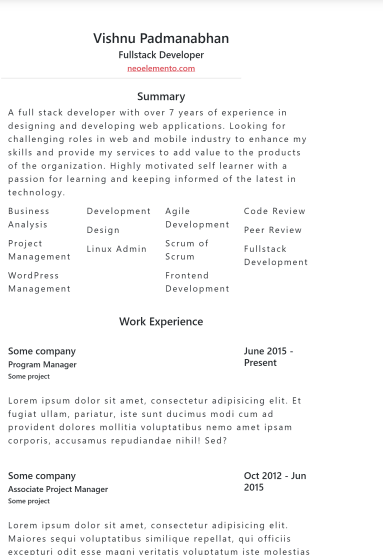 Vishnu Padmanabhan
Fullstack Developer
neoelemento.com
Summary
A full stack developer with over 7 years of experience in
designing and developing web applications. Looking for
challenging roles in web and mobile industry to enhance my
skills and provide my services to add value to the products
of the organization. Highly motivated self learner with a
passion for learning and keeping informed of the latest in
technology.
Business
Analysis
Project
Management
WordPress
Management
Development
Design
Linux Admin
Agile
Development
Scrum of
Scrum
Frontend
Development
Code Review
Peer Review
Fullstack
Development
Work Experience
Some company
Program Manager
Some project
June 2015 -
Present
Lorem ipsum dolor sit amet, consectetur adipisicing elit. Et
fugiat ullam, pariatur, iste sunt ducimus modi cum ad
provident dolores mollitia voluptatibus nemo amet ipsam
corporis, accusamus repudiandae nihil! Sed?
Some company
Associate Project Manager
Some project
Oct 2012 - Jun
2015
Lorem ipsum dolor sit amet, consectetur adipisicing elit.
Maiores sequi voluptatibus similique repellat, qui officiis
excepturi odit esse magni veritatis voluptatum iste molestias